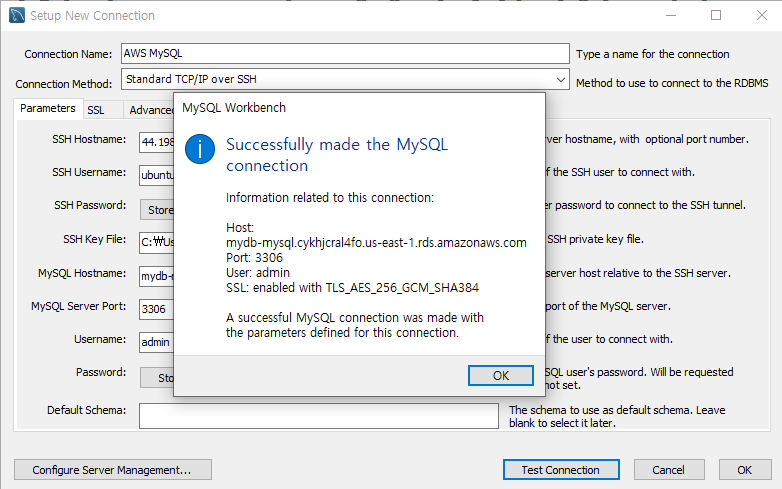 Setup New Connection
Connection Name: AWS MySQL Type a name for the connection
Connection Method: Standard TCP/IP over SSH Method to use to connect to the RDBMS
Parameters SSL Advanced
MySQL Workbench
Successfully made the MySQL
connection
Information related to this connection:
Host:
mydb-mysql.cykhjcral4fo.us-east-1.rds.amazonaws.com
Port: 3306
User: admin
SSL: enabled with TLS_AES_256_GCM_SHA384
A successful MySQL connection was made with
the parameters defined for this connection.
OK
SSH Hostname: 44.198 erver hostname, with optional port number.
SSH Username: ubuntu of the SSH user to connect with.
SSH Password: Store er password to connect to the SSH tunnel.
SSH Key File: C:₩Us SSH private key file.
MySQL Hostname: mydb-m server host relative to the SSH server.
MySQL Server Port: 3306 port of the MySQL server.
Username: admin of the user to connect with.
Password: Sto SQL user's password. Will be requested
not set.
Default Schema: The schema to use as default schema. Leave
blank to select it later.
Configure Server Management... Test Connection Cancel OK